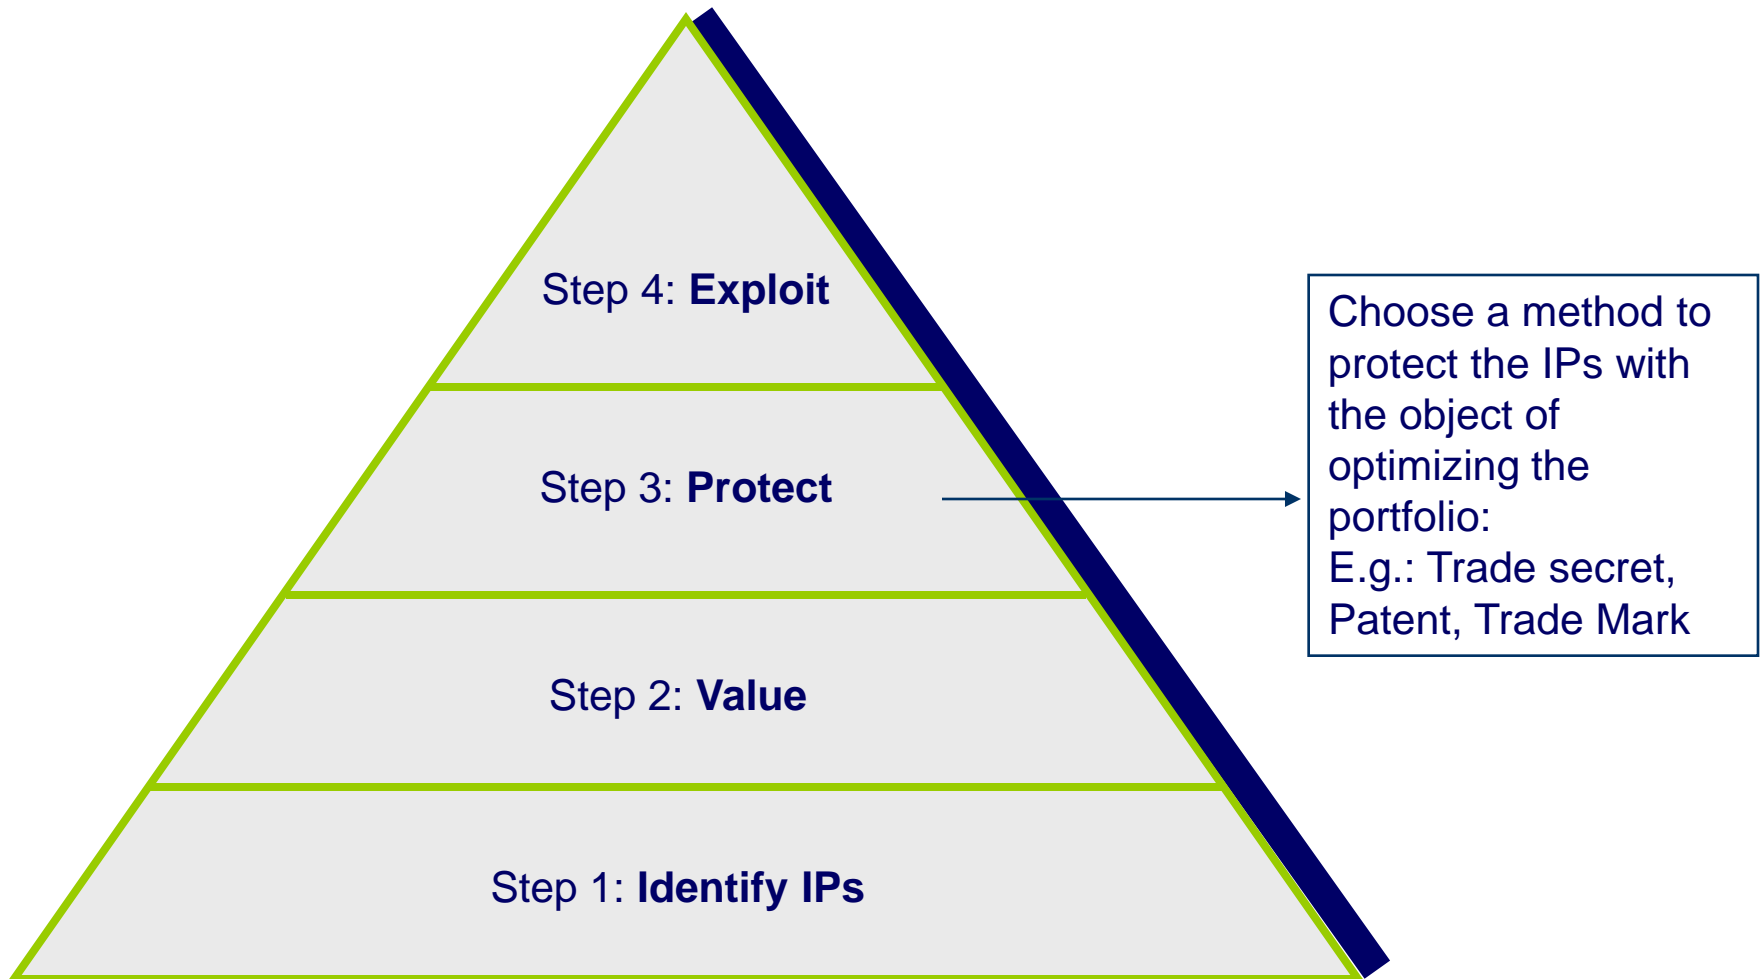 Step 4: Exploit
Step 3: Protect
Step 2: Value
Step 1: Identify IPs
Choose a method to
protect the IPs with
the object of
optimizing the
portfolio:
E.g.: Trade secret,
Patent, Trade Mark